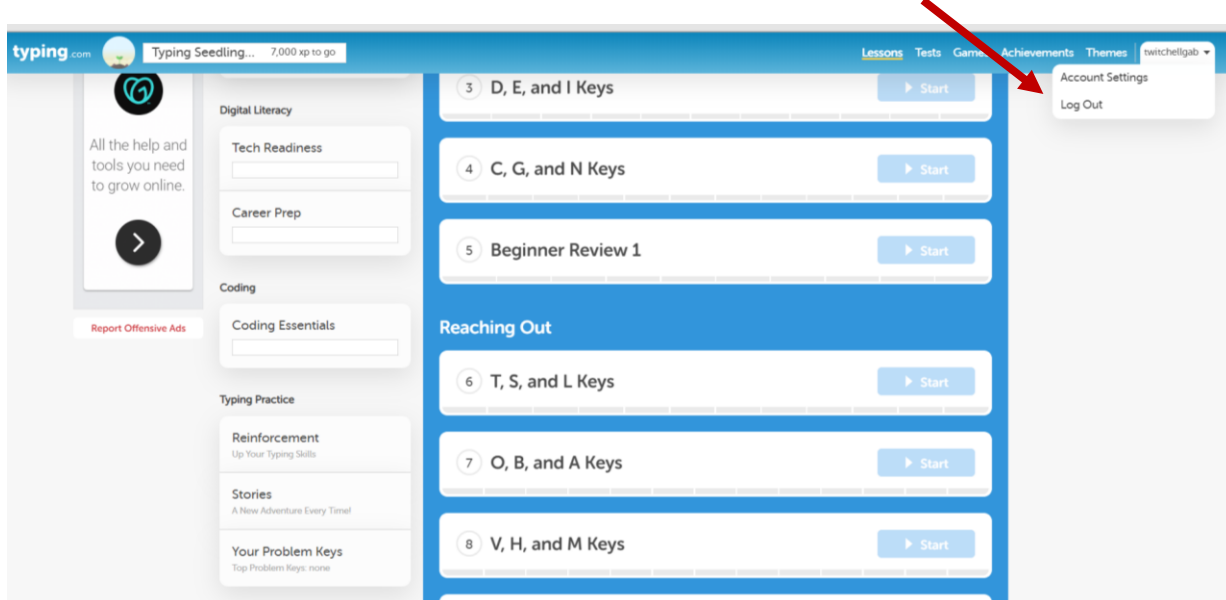 typing.com
Typing Seedling... 7,000 xp to go
Lessons Tests Games Achievements Themes twitchellgab
Account Settings
Log Out
All the help and
tools you need
to grow online.
Report Offensive Ads
Digital Literacy
Tech Readiness
Career Prep
Coding
Coding Essentials
Typing Practice
Reinforcement
Up Your Typing Skills
Stories
A New Adventure Every Time!
Your Problem Keys
Top Problem Keys: none
3 D, E, and I Keys Start
4 C, G, and N Keys Start
5 Beginner Review 1 Start
Reaching Out
6 T, S, and L Keys Start
7 O, B, and A Keys Start
8 V, H, and M Keys Start